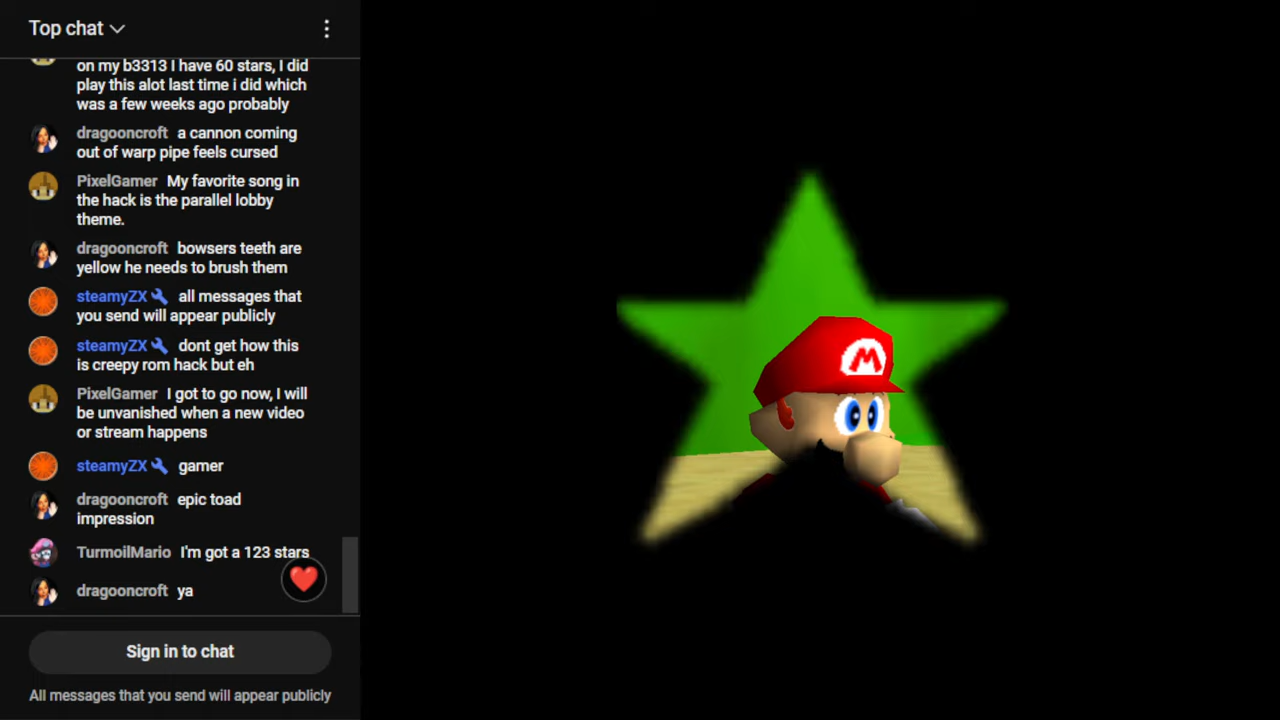 Top chat
on my b3313 I have 60 stars, I did
play this alot last time i did which
was a few weeks ago probably
dragooncroft a cannon coming
out of warp pipe feels cursed
PixelGamer My favorite song in
the hack is the parallel lobby
theme.
dragooncroft bowsers teeth are
yellow he needs to brush them
steamyZX all messages that
you send will appear publicly
steamyZX dont get how this
is creepy rom hack but eh
PixelGamer I got to go now, I will
be unvanished when a new video
or stream happens
steamyZX gamer
dragooncroft epic toad
impression
TurmoilMario I'm got a 123 stars
dragooncroft ya
Sign in to chat
All messages that you send will appear publicly
M